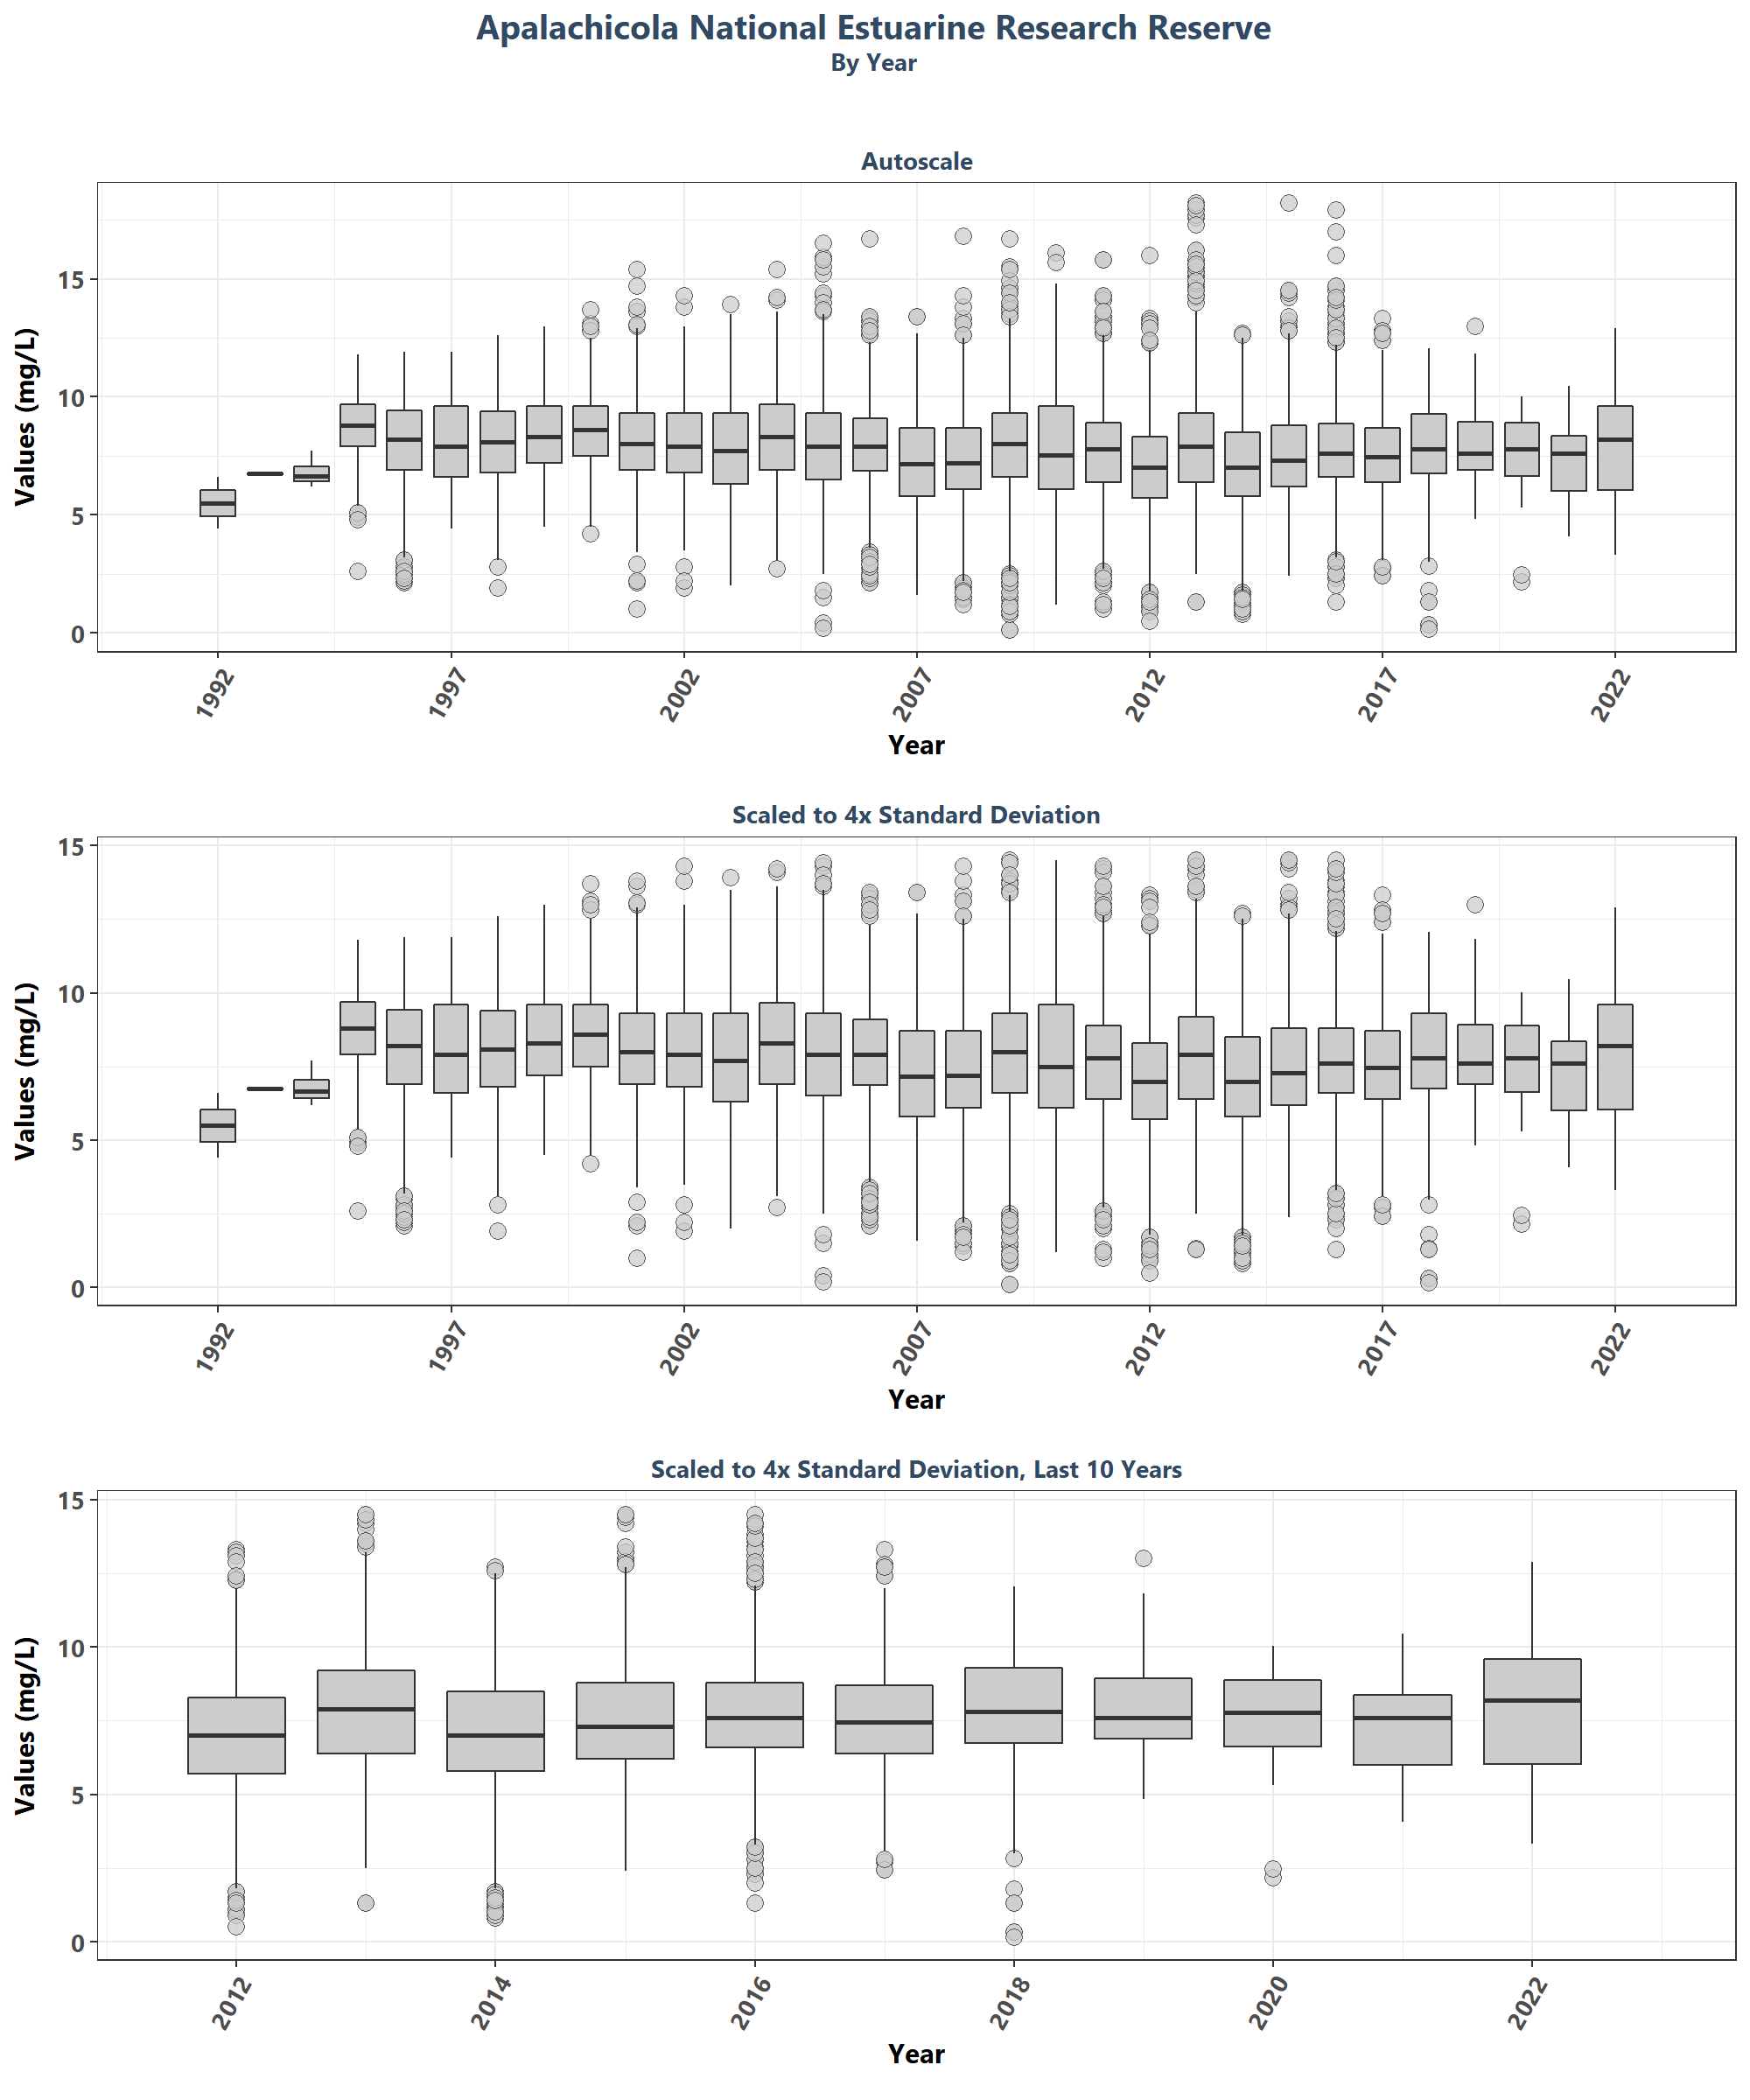 Apalachicola National Estuarine Research Reserve
By Year
Autoscale
Values (mg/L)
15
10
5
0
1992 1997 2002 2007 2012 2017 2022
Year
Scaled to 4x Standard Deviation
Values (mg/L)
15
10
5
0
1992 1997 2002 2007 2012 2017 2022
Year
Scaled to 4x Standard Deviation, Last 10 Years
Values (mg/L)
15
10
5
0
2012 2014 2016 2018 2020 2022
Year